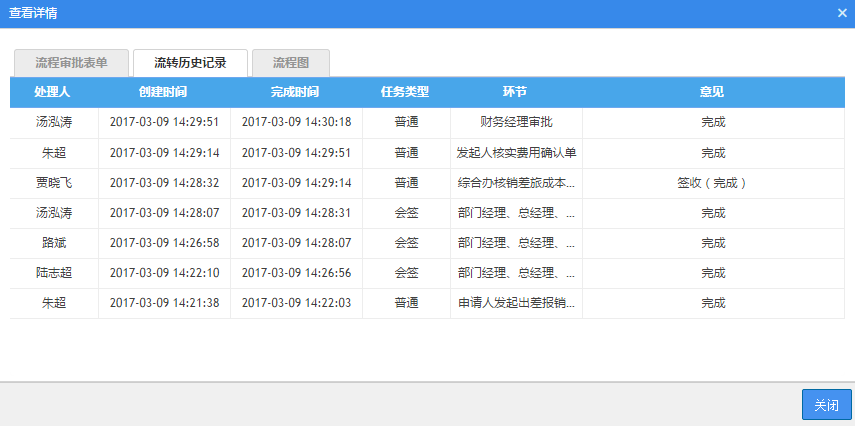 查看详情 ×
流程审批表单 流转历史记录 流程图
处理人 创建时间 完成时间 任务类型 环节 意见
汤泓涛 2017-03-09 14:29:51 2017-03-09 14:30:18 普通 财务经理审批 完成
朱超 2017-03-09 14:29:14 2017-03-09 14:29:51 普通 发起人核实费用确认单 完成
贾晓飞 2017-03-09 14:28:32 2017-03-09 14:29:14 普通 综合办核销差旅成本... 签收（完成）
汤泓涛 2017-03-09 14:28:07 2017-03-09 14:28:31 会签 部门经理、总经理、... 完成
路斌 2017-03-09 14:26:58 2017-03-09 14:28:07 会签 部门经理、总经理、... 完成
陆志超 2017-03-09 14:22:10 2017-03-09 14:26:56 会签 部门经理、总经理、... 完成
朱超 2017-03-09 14:21:38 2017-03-09 14:22:03 普通 申请人发起出差报销... 完成
关闭